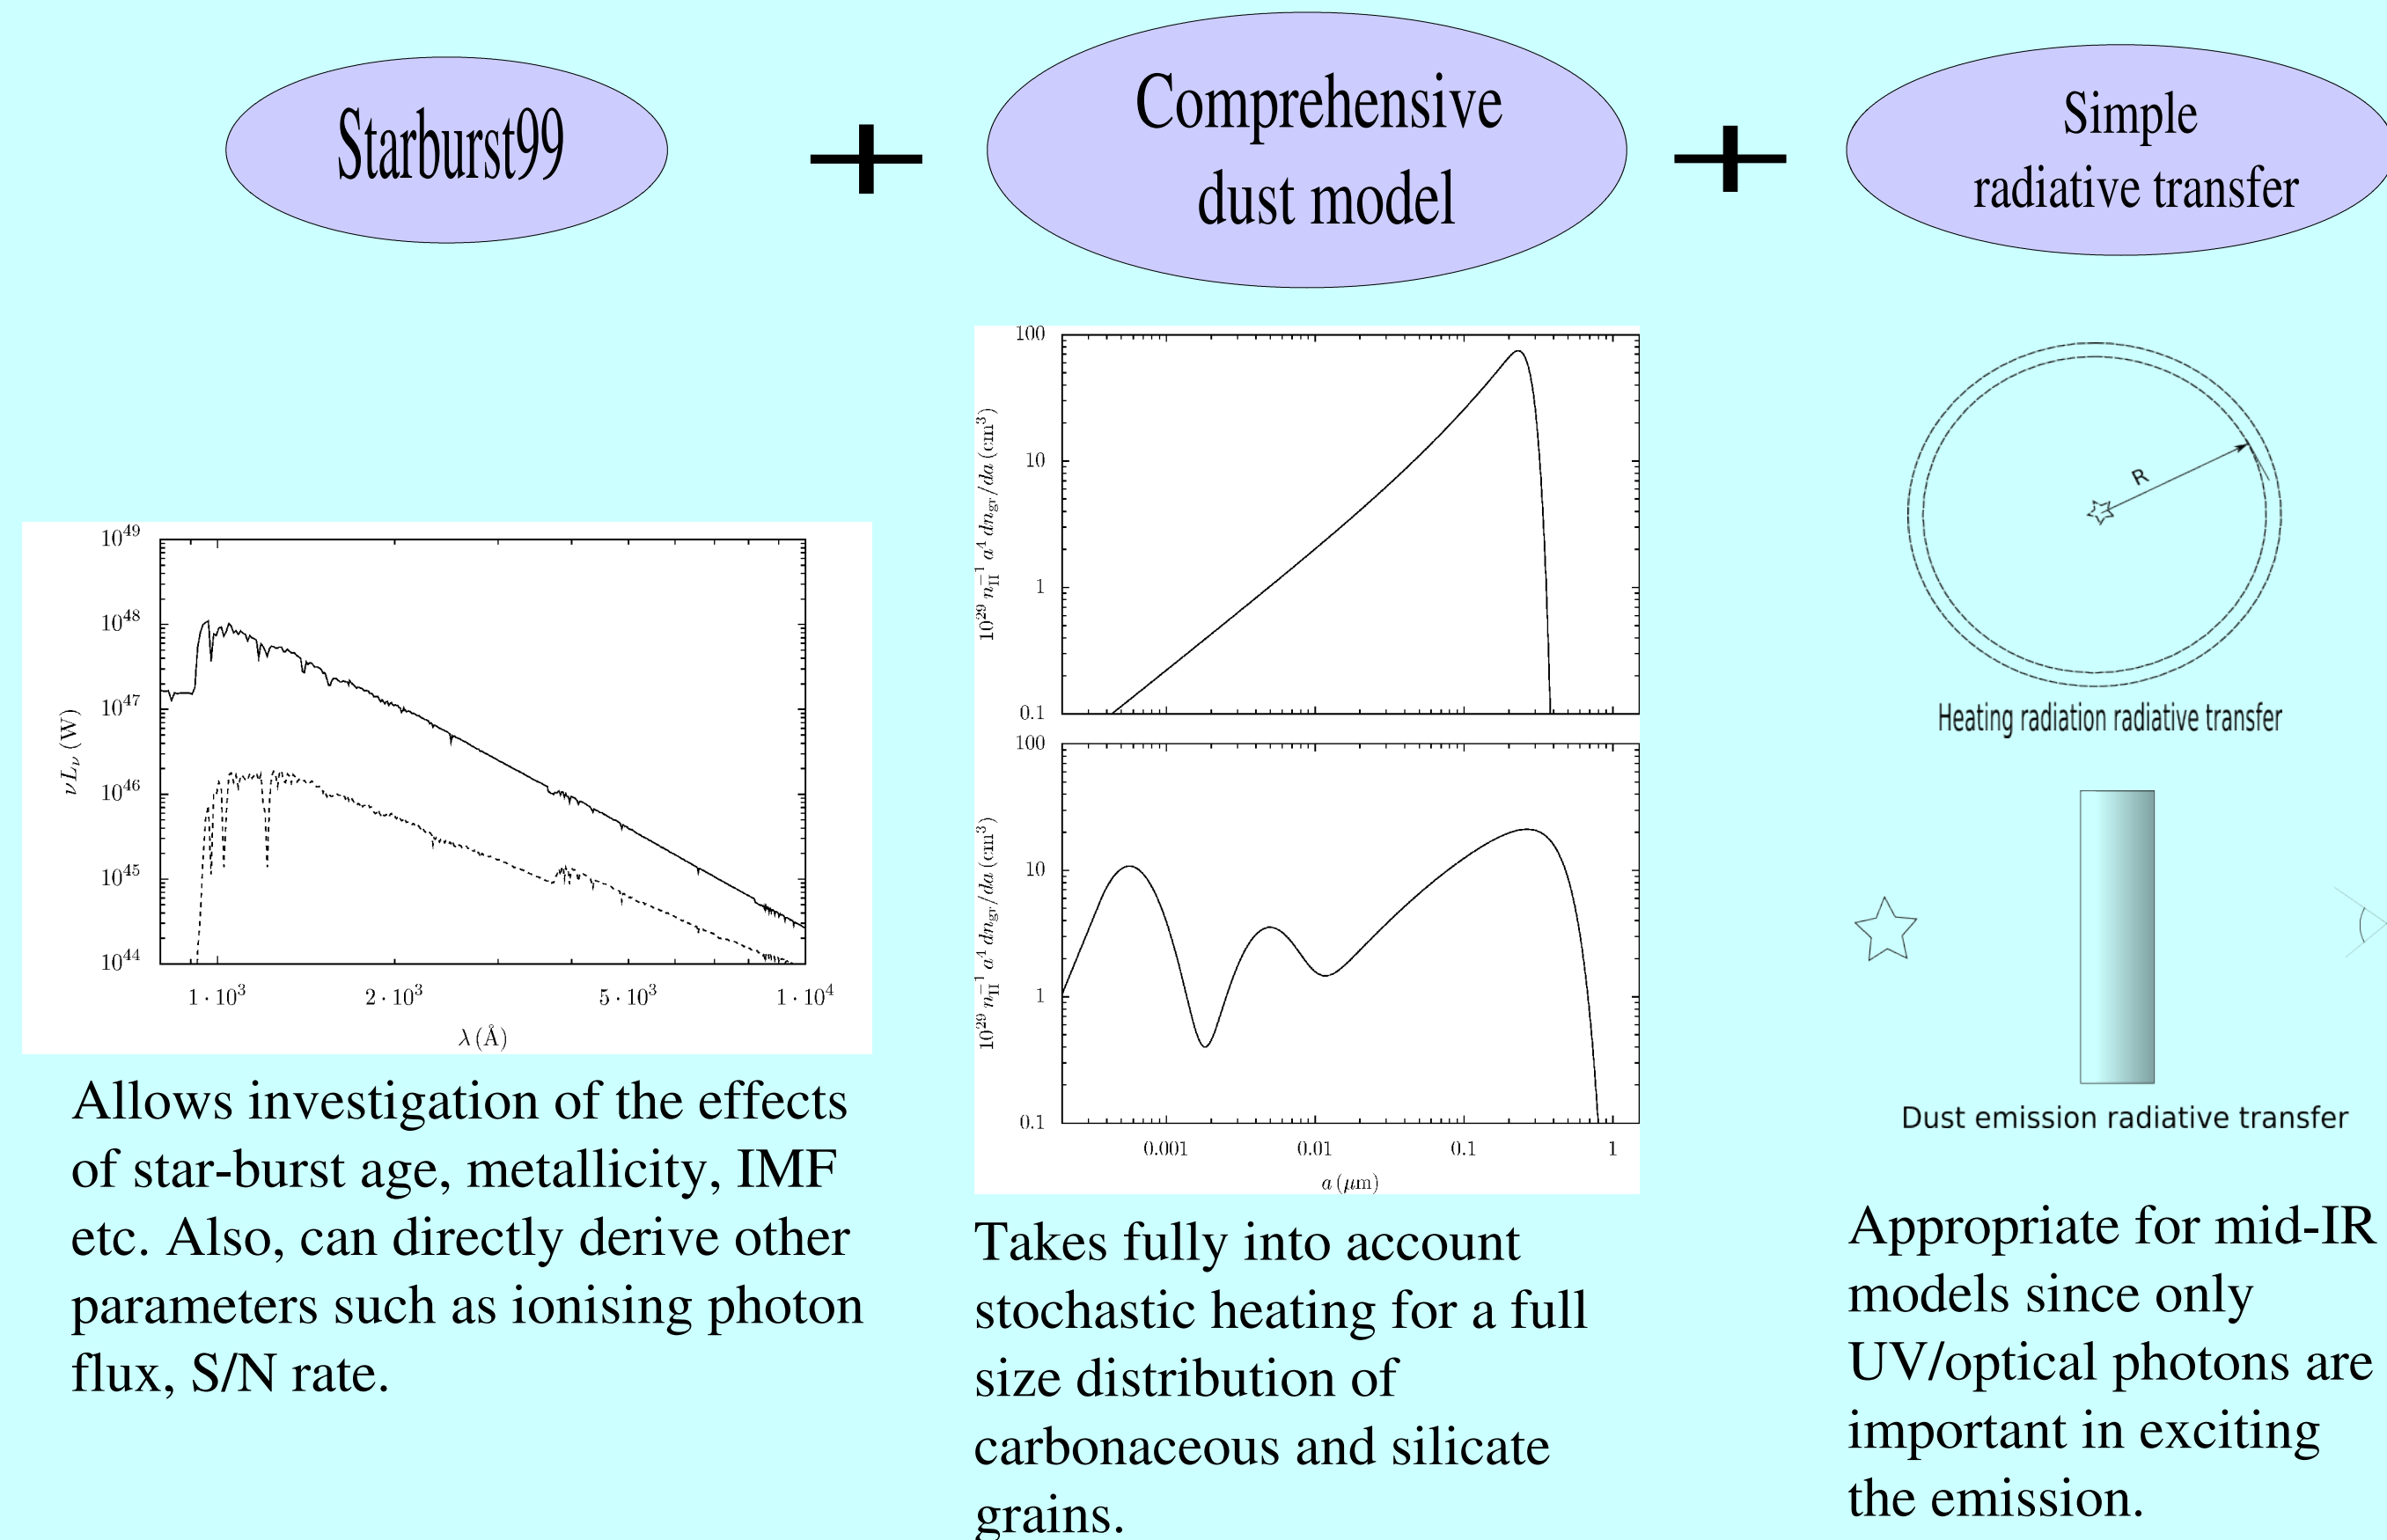 Starburst99
+
Comprehensive
dust model
+
Simple
radiative transfer
10^49
10^48
10^47
10^46
10^45
10^44
νL_ν (W)
1·10^3
2·10^3
5·10^3
1·10^4
λ (Å)
Allows investigation of the effects
of star-burst age, metallicity, IMF
etc. Also, can directly derive other
parameters such as ionising photon
flux, S/N rate.
100
10
1
0.1
10^29 n_H^−1 a^4 dn_gr/da (cm^3)
100
10
1
0.1
10^29 n_H^−1 a^4 dn_gr/da (cm^3)
0.001
0.01
0.1
1
a (μm)
Takes fully into account
stochastic heating for a full
size distribution of
carbonaceous and silicate
grains.
R
Heating radiation radiative transfer
Dust emission radiative transfer
Appropriate for mid-IR
models since only
UV/optical photons are
important in exciting
the emission.